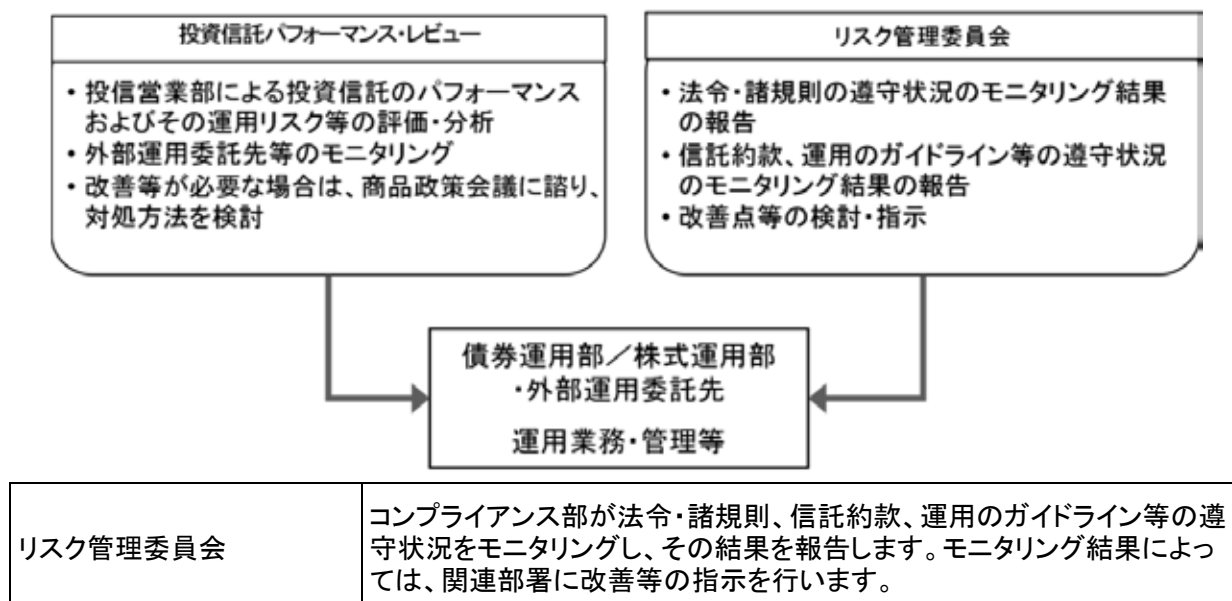 投資信託パフォーマンス・レビュー
・投信営業部による投資信託のパフォーマンス
およびその運用リスク等の評価・分析
・外部運用委託先等のモニタリング
・改善等が必要な場合は、商品政策会議に諮り、
対処方法を検討
リスク管理委員会
・法令・諸規則の遵守状況のモニタリング結果
の報告
・信託約款、運用のガイドライン等の遵守状況
のモニタリング結果の報告
・改善点等の検討・指示
債券運用部／株式運用部
・外部運用委託先
運用業務・管理等
リスク管理委員会
コンプライアンス部が法令・諸規則、信託約款、運用のガイドライン等の遵
守状況をモニタリングし、その結果を報告します。モニタリング結果によっ
ては、関連部署に改善等の指示を行います。